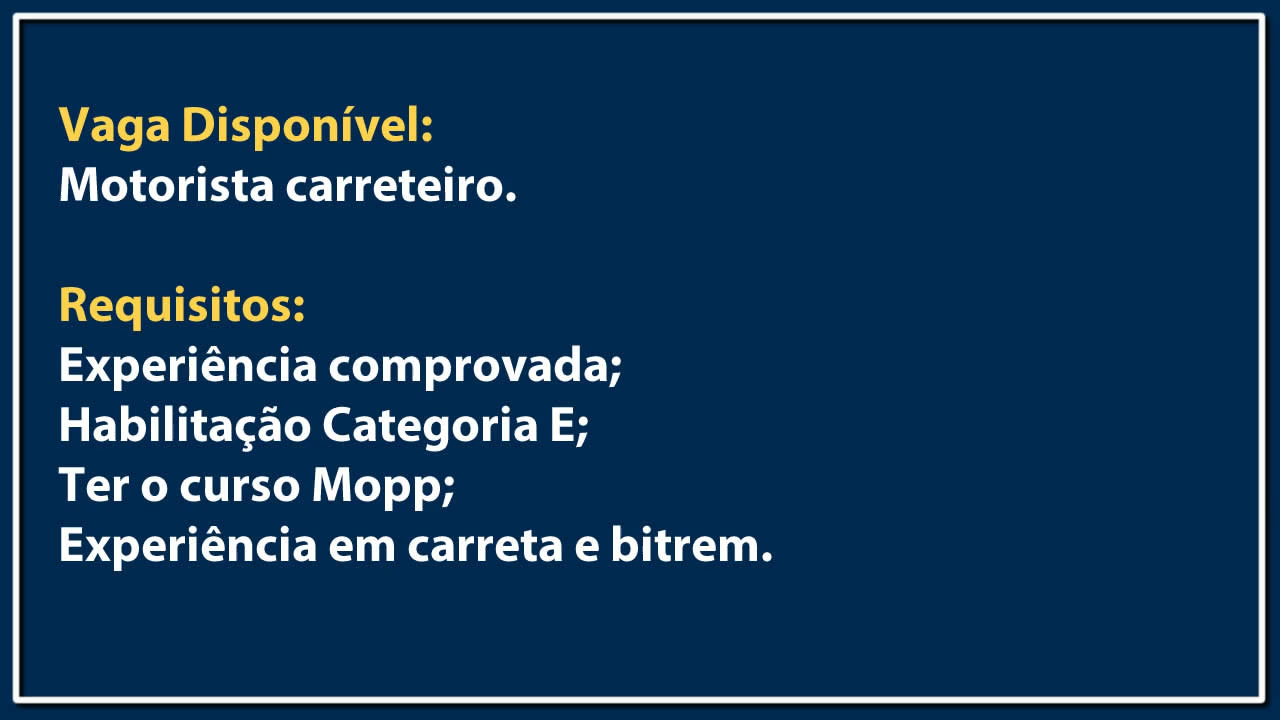 Vaga Disponível:
Motorista carreteiro.
Requisitos:
Experiência comprovada;
Habilitação Categoria E;
Ter o curso Mopp;
Experiência em carreta e bitrem.